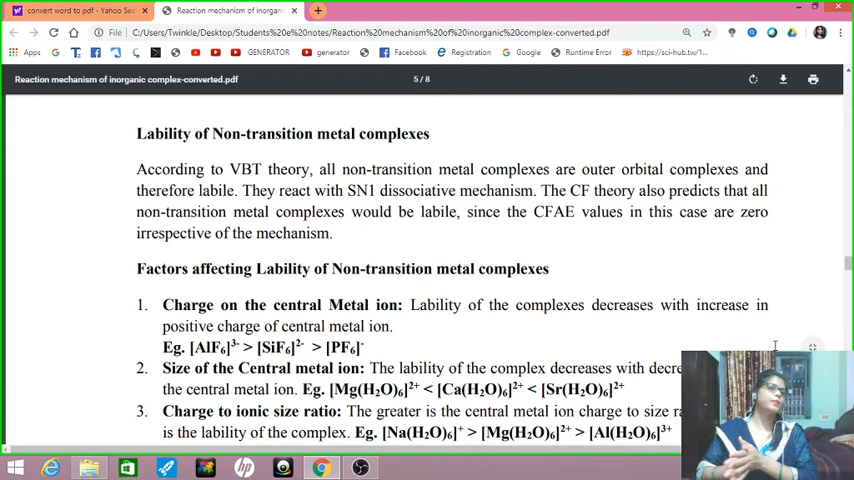 convert word to pdf - Yahoo Sea
Reaction mechanism of inorganic
File C:/Users/Twinkle/Desktop/Students%20e%20notes/Reaction%20mechanism%20of%20inorganic%20complex-converted.pdf
Apps GENERATOR generator Facebook Registration Google Runtime Error https://sci-hub.tw/1...
Reaction mechanism of inorganic complex-converted.pdf 5 / 8
Lability of Non-transition metal complexes
According to VBT theory, all non-transition metal complexes are outer orbital complexes and
therefore labile. They react with SN1 dissociative mechanism. The CF theory also predicts that all
non-transition metal complexes would be labile, since the CFAE values in this case are zero
irrespective of the mechanism.
Factors affecting Lability of Non-transition metal complexes
1. Charge on the central Metal ion: Lability of the complexes decreases with increase in
positive charge of central metal ion.
Eg. [AlF₆]³⁻ > [SiF₆]²⁻ > [PF₆]⁻
2. Size of the Central metal ion: The lability of the complex decreases with decre
the central metal ion. Eg. [Mg(H₂O)₆]²⁺ < [Ca(H₂O)₆]²⁺ < [Sr(H₂O)₆]²⁺
3. Charge to ionic size ratio: The greater is the central metal ion charge to size ra
is the lability of the complex. Eg. [Na(H₂O)₆]⁺ > [Mg(H₂O)₆]²⁺ > [Al(H₂O)₆]³⁺
hp